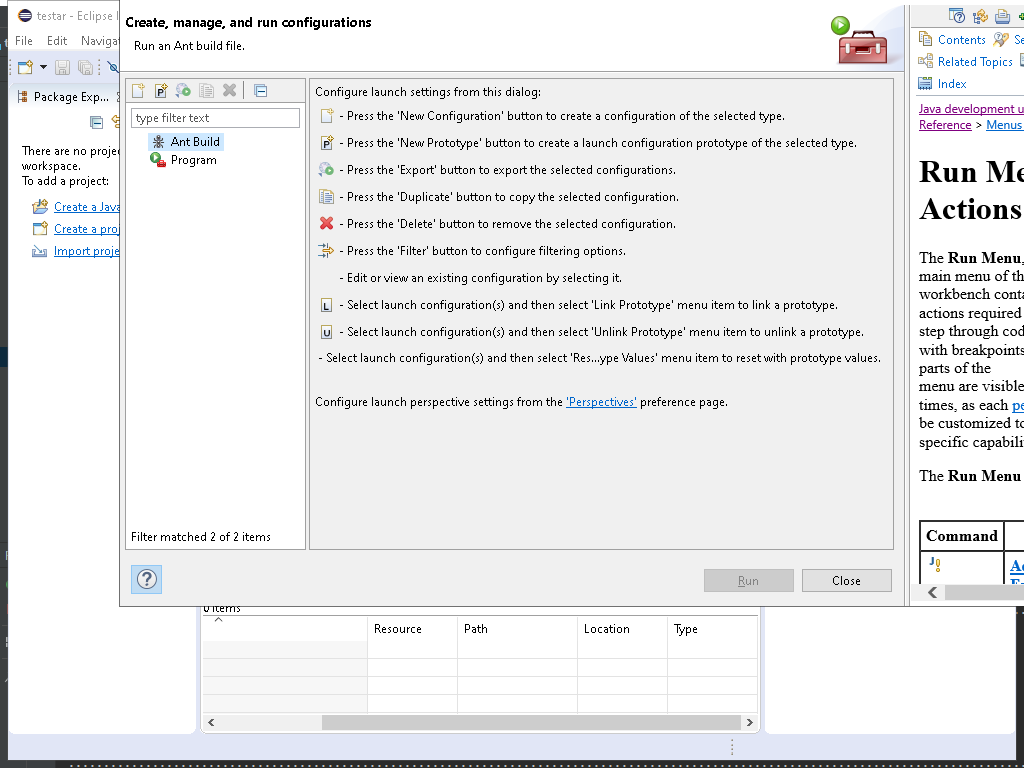 testar - Eclipse
File Edit Naviga
Package Exp...
There are no proje
workspace.
To add a project:
Create a Java
Create a proj
Import proje
Create, manage, and run configurations
Run an Ant build file.
type filter text
Ant Build
Program
Filter matched 2 of 2 items
Configure launch settings from this dialog:
- Press the 'New Configuration' button to create a configuration of the selected type.
- Press the 'New Prototype' button to create a launch configuration prototype of the selected type.
- Press the 'Export' button to export the selected configurations.
- Press the 'Duplicate' button to copy the selected configuration.
- Press the 'Delete' button to remove the selected configuration.
- Press the 'Filter' button to configure filtering options.
- Edit or view an existing configuration by selecting it.
- Select launch configuration(s) and then select 'Link Prototype' menu item to link a prototype.
- Select launch configuration(s) and then select 'Unlink Prototype' menu item to unlink a prototype.
- Select launch configuration(s) and then select 'Res...ype Values' menu item to reset with prototype values.
Configure launch perspective settings from the 'Perspectives' preference page.
Run Close
Contents Se
Related Topics
Index
Java development u
Reference > Menus
Run Me
Actions
The Run Menu,
main menu of th
workbench conta
actions required
step through cod
with breakpoints
parts of the
menu are visible
times, as each pe
be customized to
specific capabili
The Run Menu
Command
0 items
Resource Path Location Type